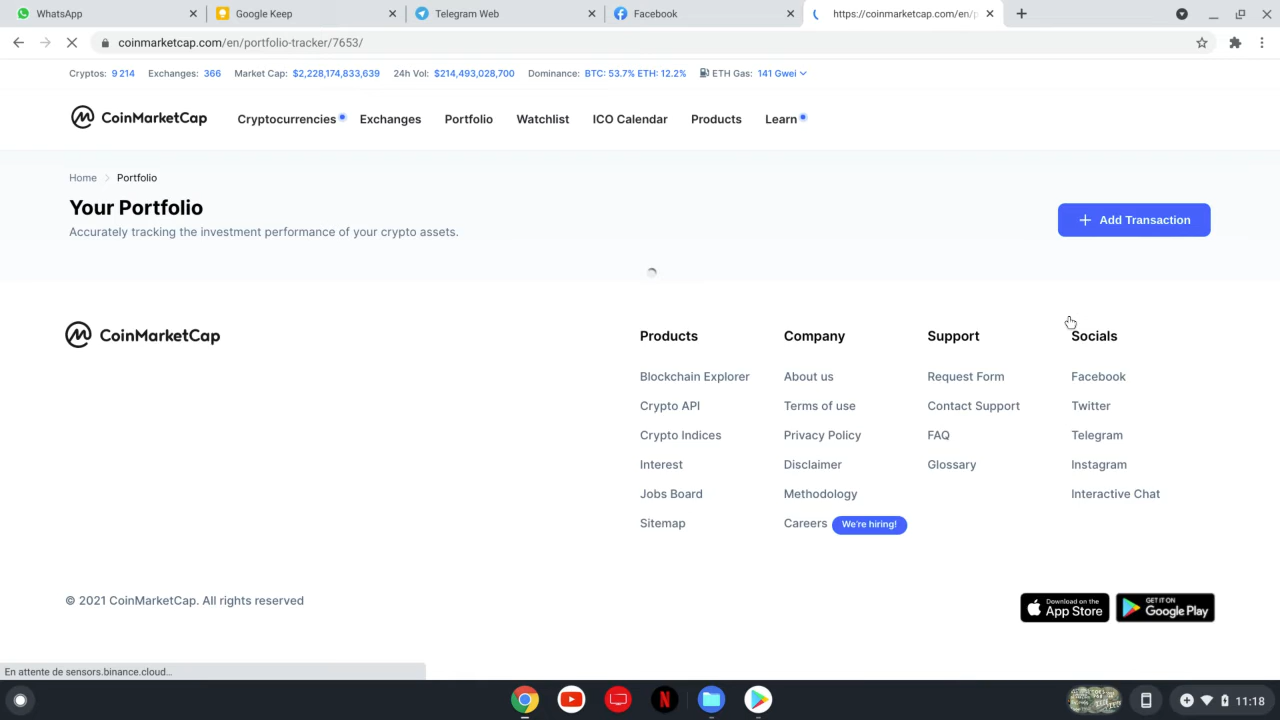 WhatsApp
Google Keep
Telegram Web
Facebook
https://coinmarketcap.com/en/p
coinmarketcap.com/en/portfolio-tracker/7653/
Cryptos: 9 214 Exchanges: 366 Market Cap: $2,228,174,833,639 24h Vol: $214,493,028,700 Dominance: BTC: 53.7% ETH: 12.2% ETH Gas: 141 Gwei
CoinMarketCap
Cryptocurrencies Exchanges Portfolio Watchlist ICO Calendar Products Learn
Home Portfolio
Your Portfolio
Accurately tracking the investment performance of your crypto assets.
Add Transaction
CoinMarketCap
Products
Blockchain Explorer
Crypto API
Crypto Indices
Interest
Jobs Board
Sitemap
Company
About us
Terms of use
Privacy Policy
Disclaimer
Methodology
Careers We're hiring!
Support
Request Form
Contact Support
FAQ
Glossary
Socials
Facebook
Twitter
Telegram
Instagram
Interactive Chat
© 2021 CoinMarketCap. All rights reserved
Download on the
App Store
GET IT ON
Google Play
En attente de sensors.binance.cloud...
N
11:18